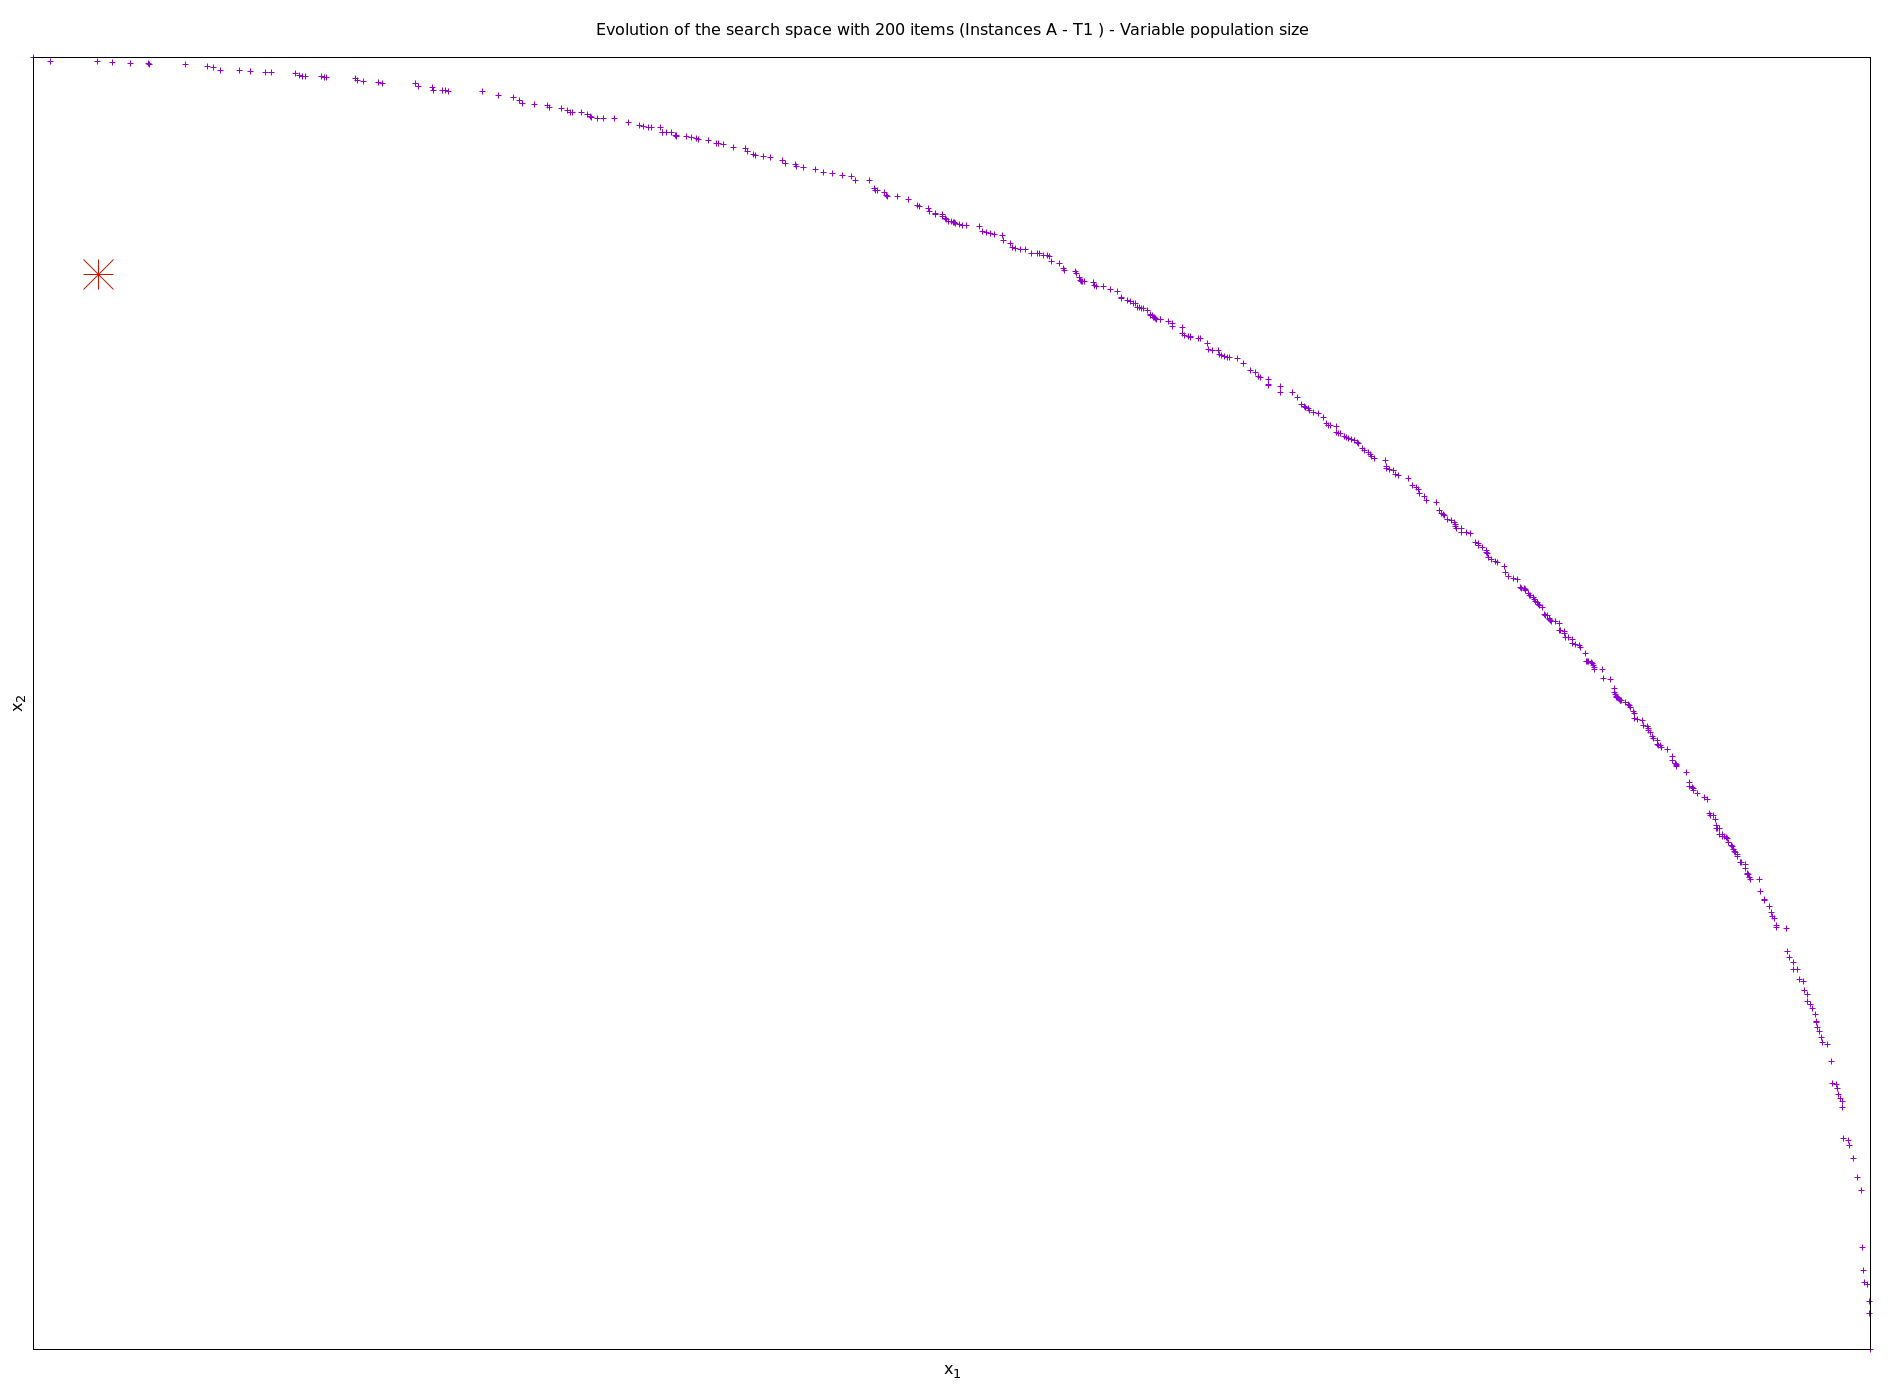 Evolution of the search space with 200 items (Instances A - T1 ) - Variable population size
x₂
x₁